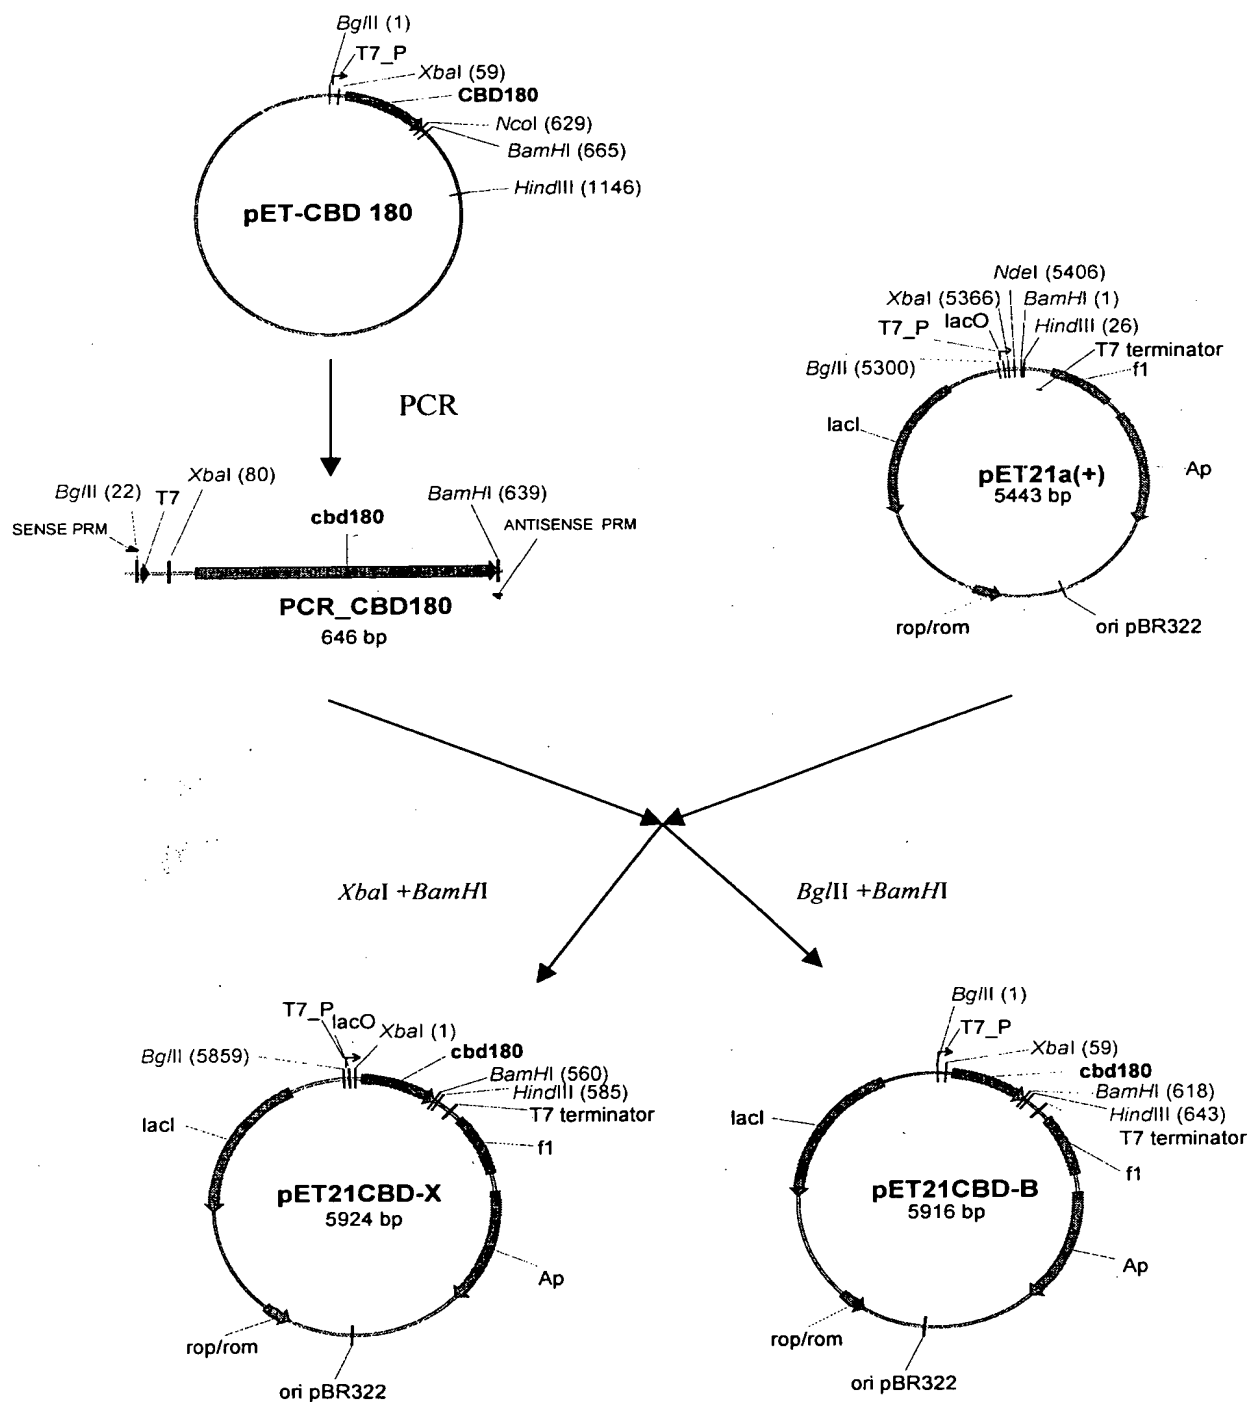 BglII (1)
T7_P
XbaI (59)
CBD180
NcoI (629)
BamHI (665)
HindIII (1146)
pET-CBD 180
PCR
NdeI (5406)
XbaI (5366)
BamHI (1)
lacO
HindIII (26)
T7_P
T7 terminator
BglII (5300)
f1
lacI
pET21a(+)
5443 bp
Ap
rop/rom
ori pBR322
XbaI (80)
BglII (22)
T7
BamHI (639)
cbd180
SENSE PRM
ANTISENSE PRM
PCR_CBD180
646 bp
XbaI +BamHI
BglII +BamHI
T7_P
lacO
XbaI (1)
BglII (5859)
cbd180
BamHI (560)
HindIII (585)
T7 terminator
lacI
f1
pET21CBD-X
5924 bp
Ap
rop/rom
ori pBR322
BglII (1)
T7_P
XbaI (59)
cbd180
BamHI (618)
HindIII (643)
lacI
T7 terminator
f1
pET21CBD-B
5916 bp
Ap
rop/rom
ori pBR322